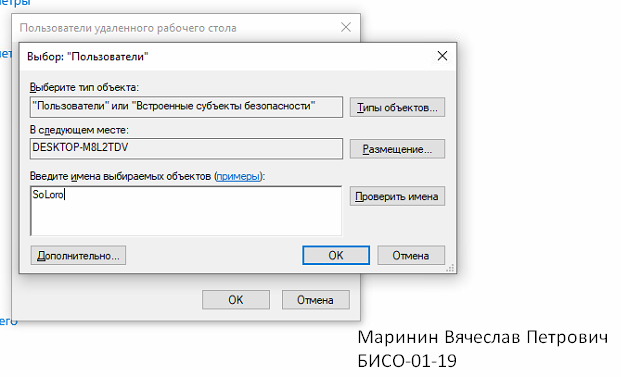 етры
Пользователи удаленного рабочего стола
Выбор: "Пользователи"
Выберите тип объекта:
"Пользователи" или "Встроенные субъекты безопасности"
Типы объектов...
В следующем месте:
DESKTOP-M8L2TDV
Размещение...
Введите имена выбираемых объектов (примеры):
SoLoro
Проверить имена
Дополнительно...
OK
Отмена
OK
Отмена
его
Маринин Вячеслав Петрович
БИСО-01-19